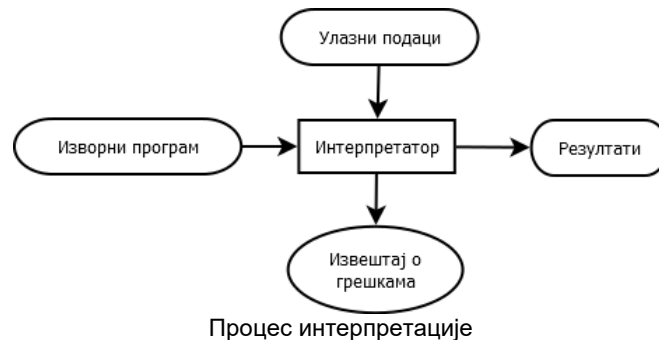 Улазни подаци
Изворни програм
Интерпретатор
Резултати
Извештај о
грешкама
Процес интерпретације